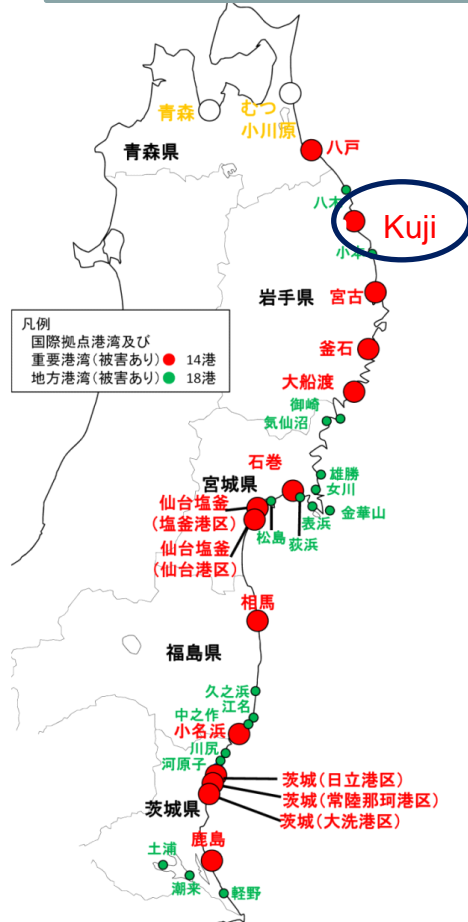 青森
むつ
小川原
青森県
八戸
八木
Kuji
小本
岩手県
宮古
凡例
国際拠点港湾及び
重要港湾(被害あり) 14港
地方港湾(被害あり) 18港
釜石
大船渡
御崎
気仙沼
石巻
雄勝
宮城県
女川
仙台塩釜
(塩釜港区)
金華山
表浜
松島
荻浜
仙台塩釜
(仙台港区)
相馬
福島県
久之浜
江名
中之作
小名浜
川尻
河原子
茨城(日立港区)
茨城(常陸那珂港区)
茨城県
茨城(大洗港区)
鹿島
土浦
潮来
軽野